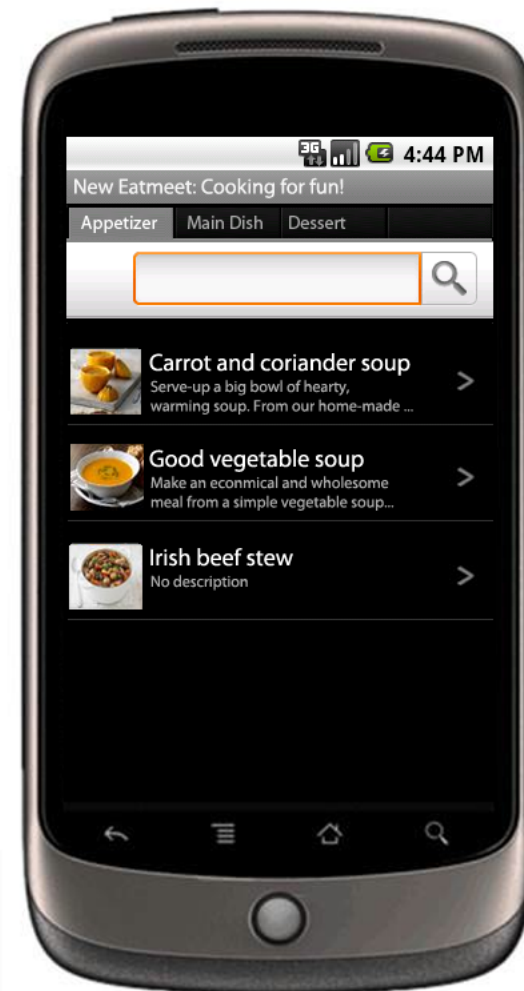 3G 4:44 PM
New Eatmeet: Cooking for fun!
Appetizer Main Dish Dessert
Carrot and coriander soup
Serve-up a big bowl of hearty,
warming soup. From our home-made ...
Good vegetable soup
Make an econmical and wholesome
meal from a simple vegetable soup...
Irish beef stew
No description